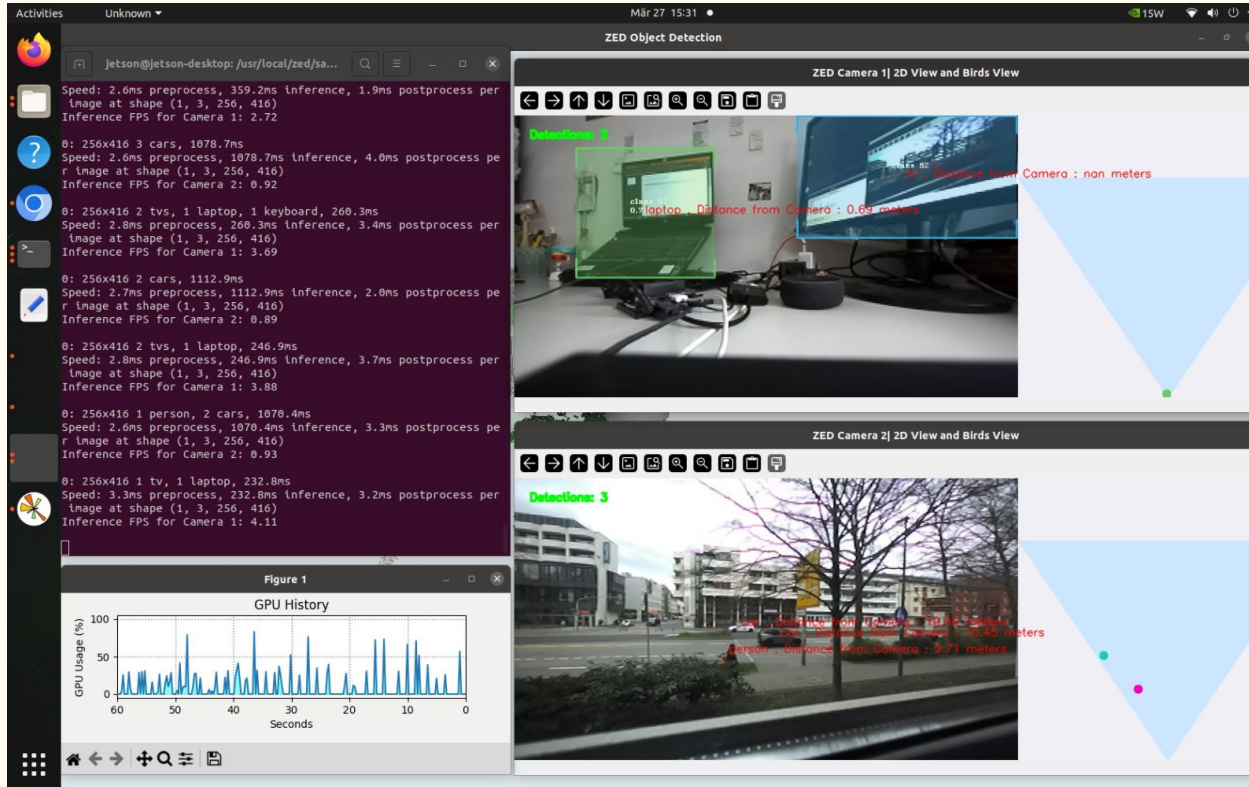 Activities
Unknown
Mär 27 15:31
15W
ZED Object Detection
jetson@jetson-desktop: /usr/local/zed/sa...
Speed: 2.6ms preprocess, 359.2ms inference, 1.9ms postprocess per
image at shape (1, 3, 256, 416)
Inference FPS for Camera 1: 2.72
0: 256x416 3 cars, 1078.7ms
Speed: 2.6ms preprocess, 1078.7ms inference, 4.0ms postprocess pe
r image at shape (1, 3, 256, 416)
Inference FPS for Camera 2: 0.92
0: 256x416 2 tvs, 1 laptop, 1 keyboard, 260.3ms
Speed: 2.8ms preprocess, 260.3ms inference, 3.4ms postprocess per
image at shape (1, 3, 256, 416)
Inference FPS for Camera 1: 3.69
0: 256x416 2 cars, 1112.9ms
Speed: 2.7ms preprocess, 1112.9ms inference, 2.0ms postprocess pe
r image at shape (1, 3, 256, 416)
Inference FPS for Camera 2: 0.89
0: 256x416 2 tvs, 1 laptop, 246.9ms
Speed: 2.8ms preprocess, 246.9ms inference, 3.7ms postprocess per
image at shape (1, 3, 256, 416)
Inference FPS for Camera 1: 3.88
0: 256x416 1 person, 2 cars, 1070.4ms
Speed: 2.6ms preprocess, 1070.4ms inference, 3.3ms postprocess pe
r image at shape (1, 3, 256, 416)
Inference FPS for Camera 2: 0.93
0: 256x416 1 tv, 1 laptop, 232.8ms
Speed: 3.3ms preprocess, 232.8ms inference, 3.2ms postprocess per
image at shape (1, 3, 256, 416)
Inference FPS for Camera 1: 4.11
Figure 1
GPU History
GPU Usage (%)
100
50
0
60 50 40 30 20 10 0
Seconds
ZED Camera 1| 2D View and Birds View
Detections: 3
class 62
Distance from Camera : nan meters
class
laptop , Distance from Camera : 0.69 meters
ZED Camera 2| 2D View and Birds View
Detections: 3
Distance from Camera :
Distance from Camera : 15.45 meters
person , Distance from Camera : 9.71 meters